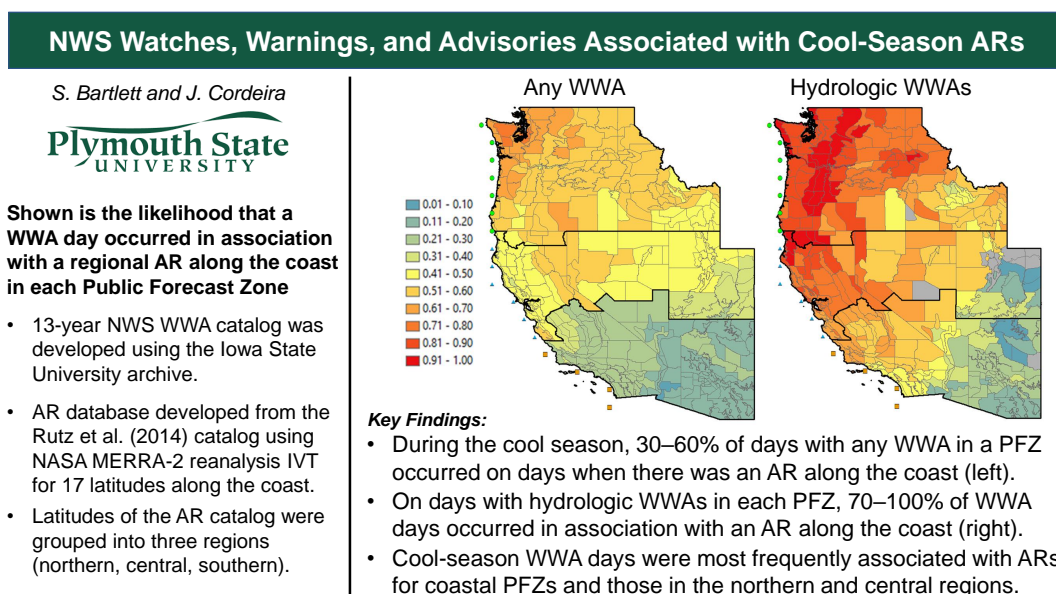 NWS Watches, Warnings, and Advisories Associated with Cool-Season ARs
S. Bartlett and J. Cordeira
Plymouth State
UNIVERSITY
Shown is the likelihood that a
WWA day occurred in association
with a regional AR along the coast
in each Public Forecast Zone
• 13-year NWS WWA catalog was
developed using the Iowa State
University archive.
• AR database developed from the
Rutz et al. (2014) catalog using
NASA MERRA-2 reanalysis IVT
for 17 latitudes along the coast.
• Latitudes of the AR catalog were
grouped into three regions
(northern, central, southern).
Any WWA
Hydrologic WWAs
0.01 - 0.10
0.11 - 0.20
0.21 - 0.30
0.31 - 0.40
0.41 - 0.50
0.51 - 0.60
0.61 - 0.70
0.71 - 0.80
0.81 - 0.90
0.91 - 1.00
Key Findings:
• During the cool season, 30–60% of days with any WWA in a PFZ
occurred on days when there was an AR along the coast (left).
• On days with hydrologic WWAs in each PFZ, 70–100% of WWA
days occurred in association with an AR along the coast (right).
• Cool-season WWA days were most frequently associated with ARs
for coastal PFZs and those in the northern and central regions.